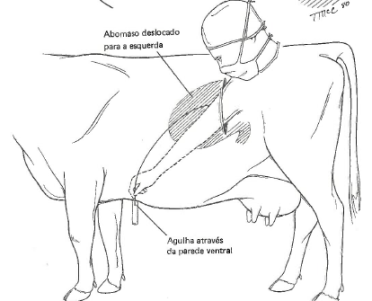 Abomaso deslocado
para a esquerda
Agulha através
da parede ventral